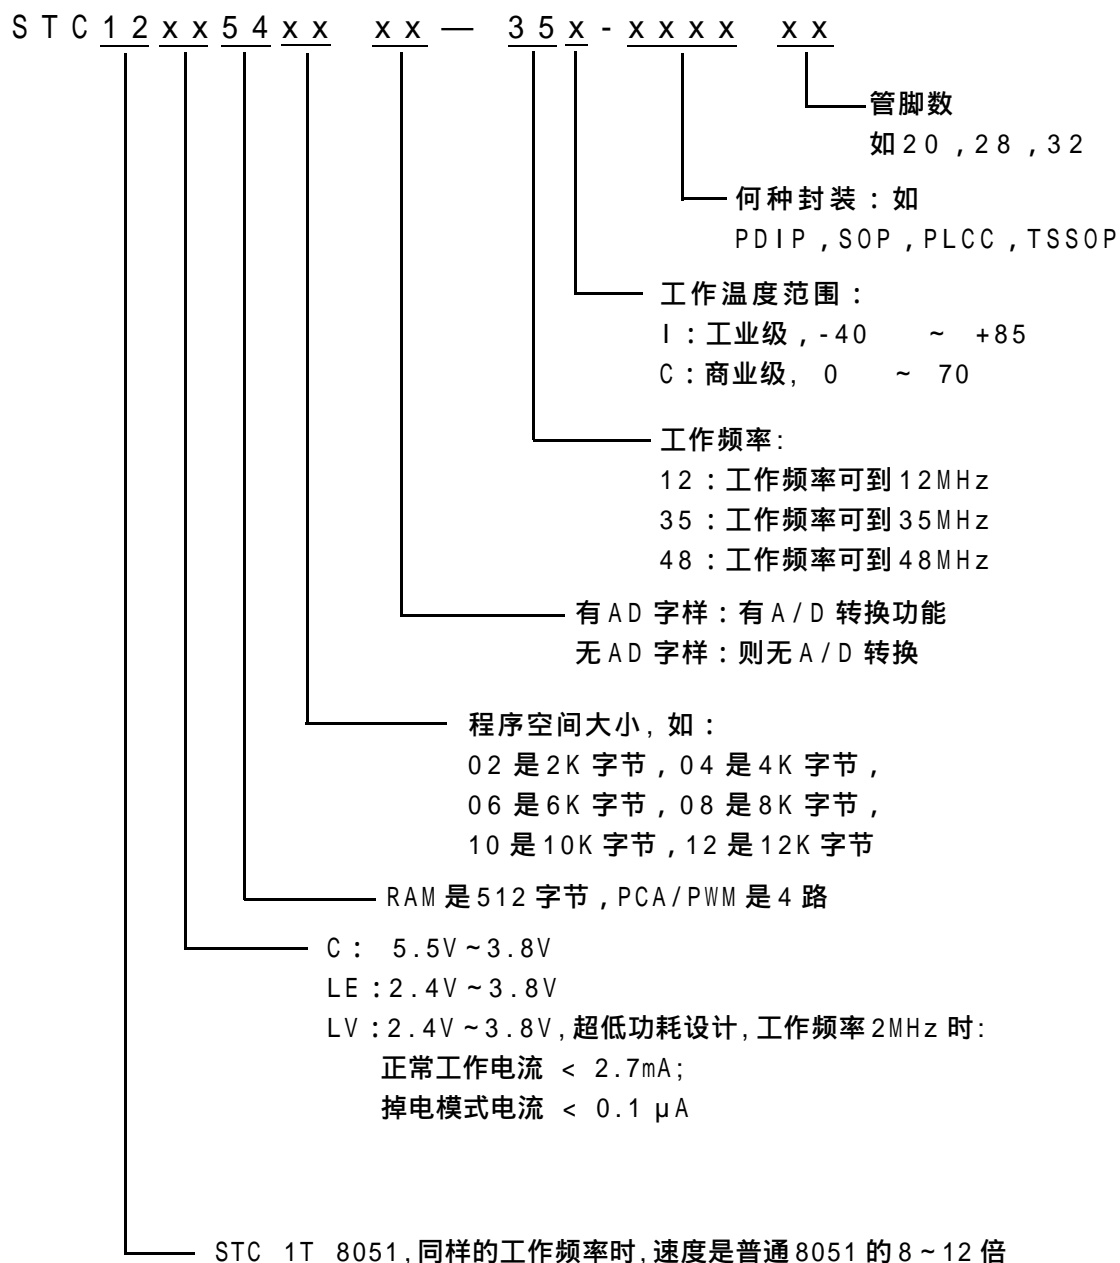 STC12xx54xx xx—35x-xxxx xx
管脚数
如20,28,32
何种封装:如
PDIP,SOP,PLCC,TSSOP
工作温度范围:
I:工业级,-40 ~ +85
C:商业级, 0 ~ 70
工作频率:
12:工作频率可到12MHz
35:工作频率可到35MHz
48:工作频率可到48MHz
有AD字样:有A/D转换功能
无AD字样:则无A/D转换
程序空间大小,如:
02是2K字节,04是4K字节,
06是6K字节,08是8K字节,
10是10K字节,12是12K字节
RAM是512字节,PCA/PWM是4路
C: 5.5V~3.8V
LE:2.4V~3.8V
LV:2.4V~3.8V,超低功耗设计,工作频率2MHz时:
正常工作电流 < 2.7mA;
掉电模式电流 < 0.1μA
STC 1T 8051,同样的工作频率时,速度是普通8051的8~12倍